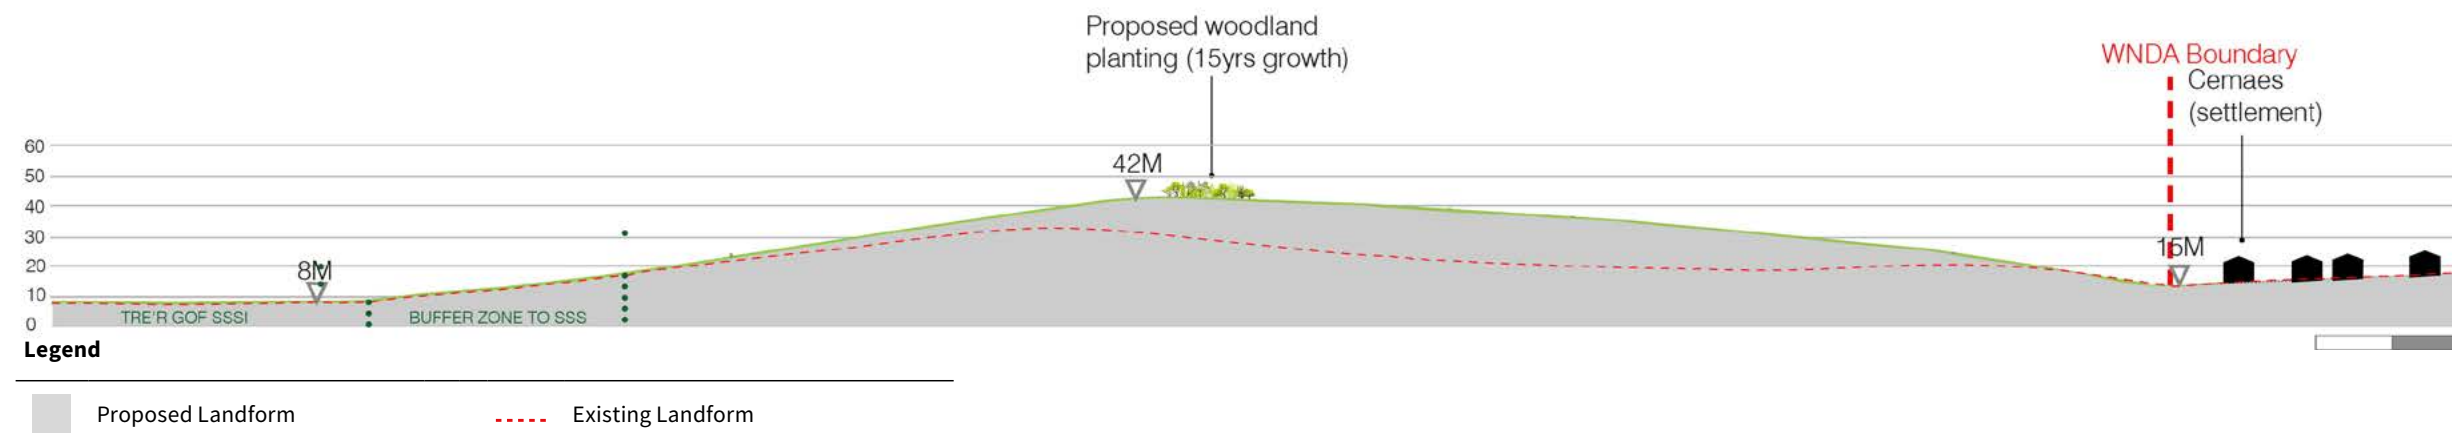 Proposed woodland
planting (15yrs growth)
WNDA Boundary
Cemaes
(settlement)
60
50
40
30
20
10
0
42M
8M
15M
TRE'R GOF SSSI
BUFFER ZONE TO SSS
Legend
Proposed Landform
Existing Landform